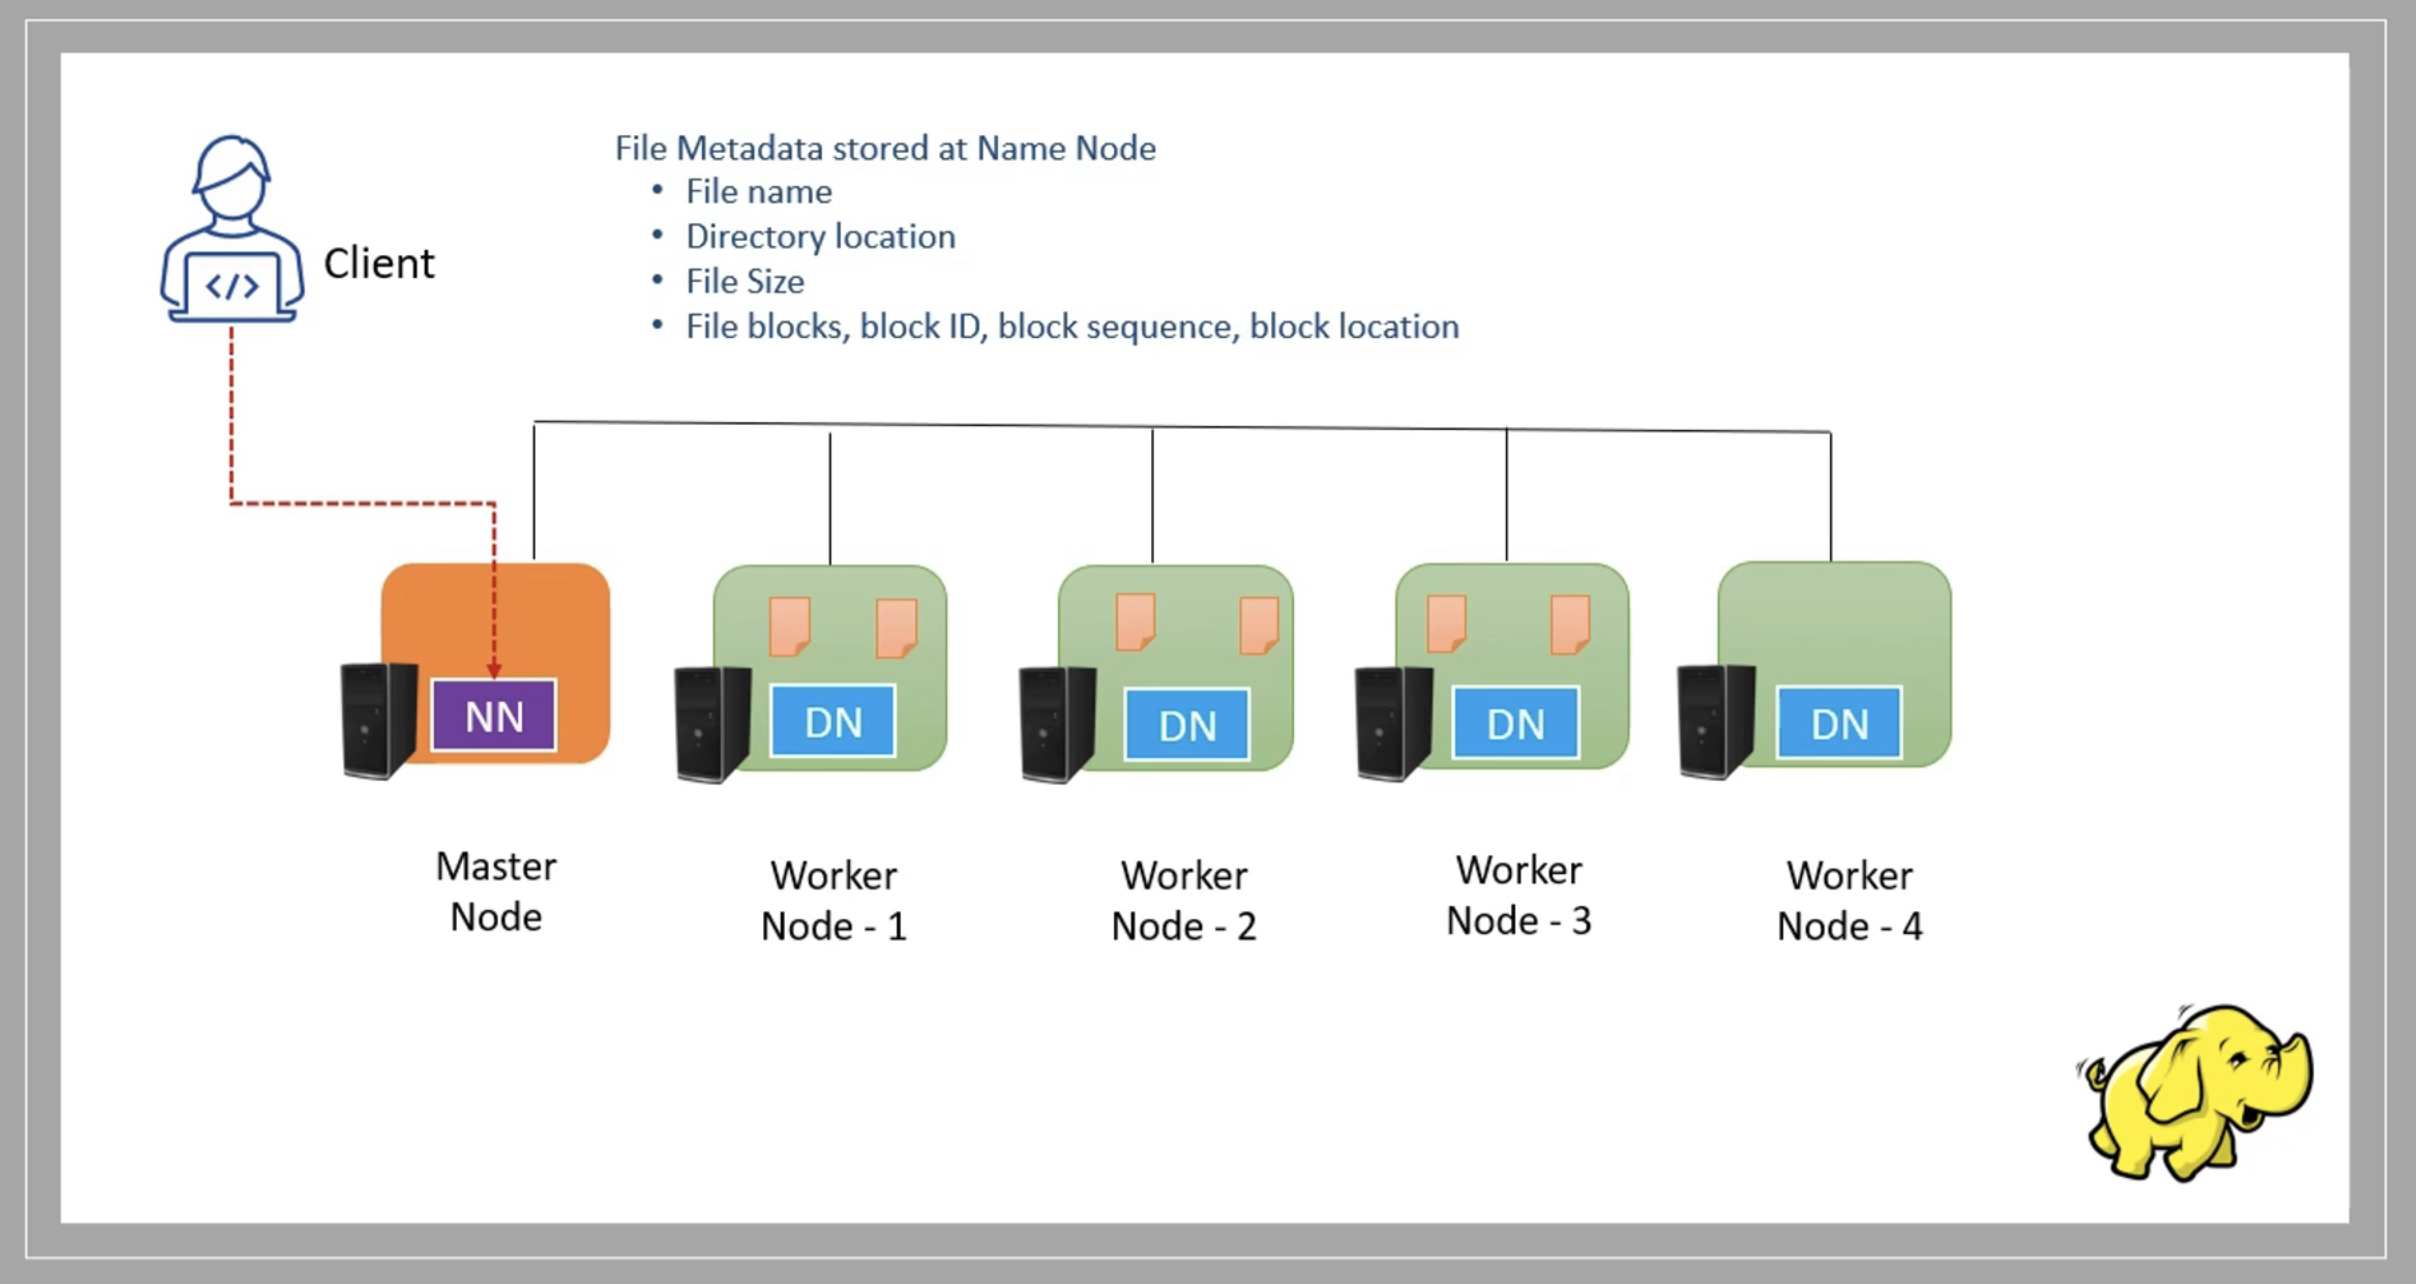 File Metadata stored at Name Node
• File name
• Directory location
• File Size
• File blocks, block ID, block sequence, block location
Client
</>
NN
DN
DN
DN
DN
Master
Node
Worker
Node - 1
Worker
Node - 2
Worker
Node - 3
Worker
Node - 4